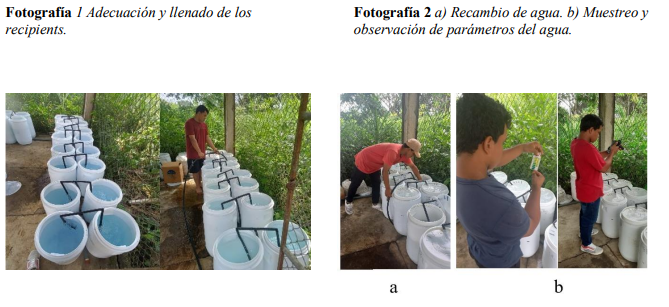 Fotografía 1 Adecuación y llenado de los
recipients.
Fotografía 2 a) Recambio de agua. b) Muestreo y
observación de parámetros del agua.
a
b